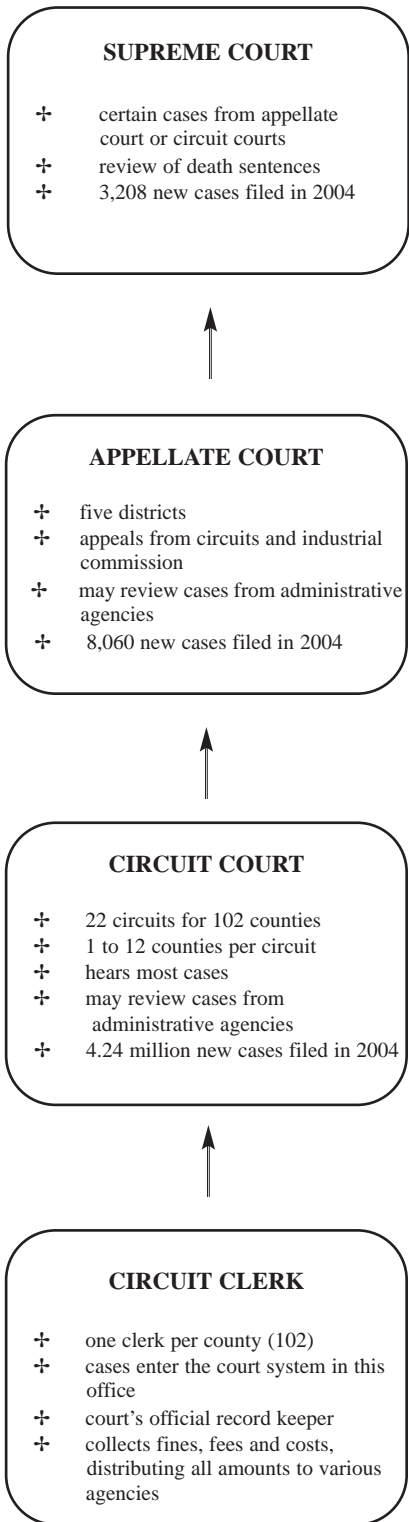 SUPREME COURT
✢ certain cases from appellate
court or circuit courts
✢ review of death sentences
✢ 3,208 new cases filed in 2004
APPELLATE COURT
✢ five districts
✢ appeals from circuits and industrial
commission
✢ may review cases from administrative
agencies
✢ 8,060 new cases filed in 2004
CIRCUIT COURT
✢ 22 circuits for 102 counties
✢ 1 to 12 counties per circuit
✢ hears most cases
✢ may review cases from
administrative agencies
✢ 4.24 million new cases filed in 2004
CIRCUIT CLERK
✢ one clerk per county (102)
✢ cases enter the court system in this
office
✢ court's official record keeper
✢ collects fines, fees and costs,
distributing all amounts to various
agencies